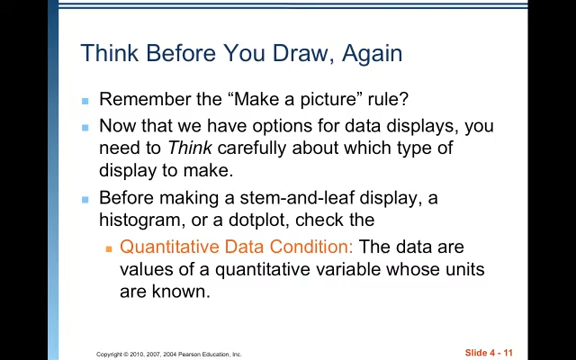 Think Before You Draw, Again
Remember the “Make a picture” rule?
Now that we have options for data displays, you
need to Think carefully about which type of
display to make.
Before making a stem-and-leaf display, a
histogram, or a dotplot, check the
Quantitative Data Condition: The data are
values of a quantitative variable whose units
are known.
Copyright © 2010, 2007, 2004 Pearson Education, Inc.
Slide 4 - 11